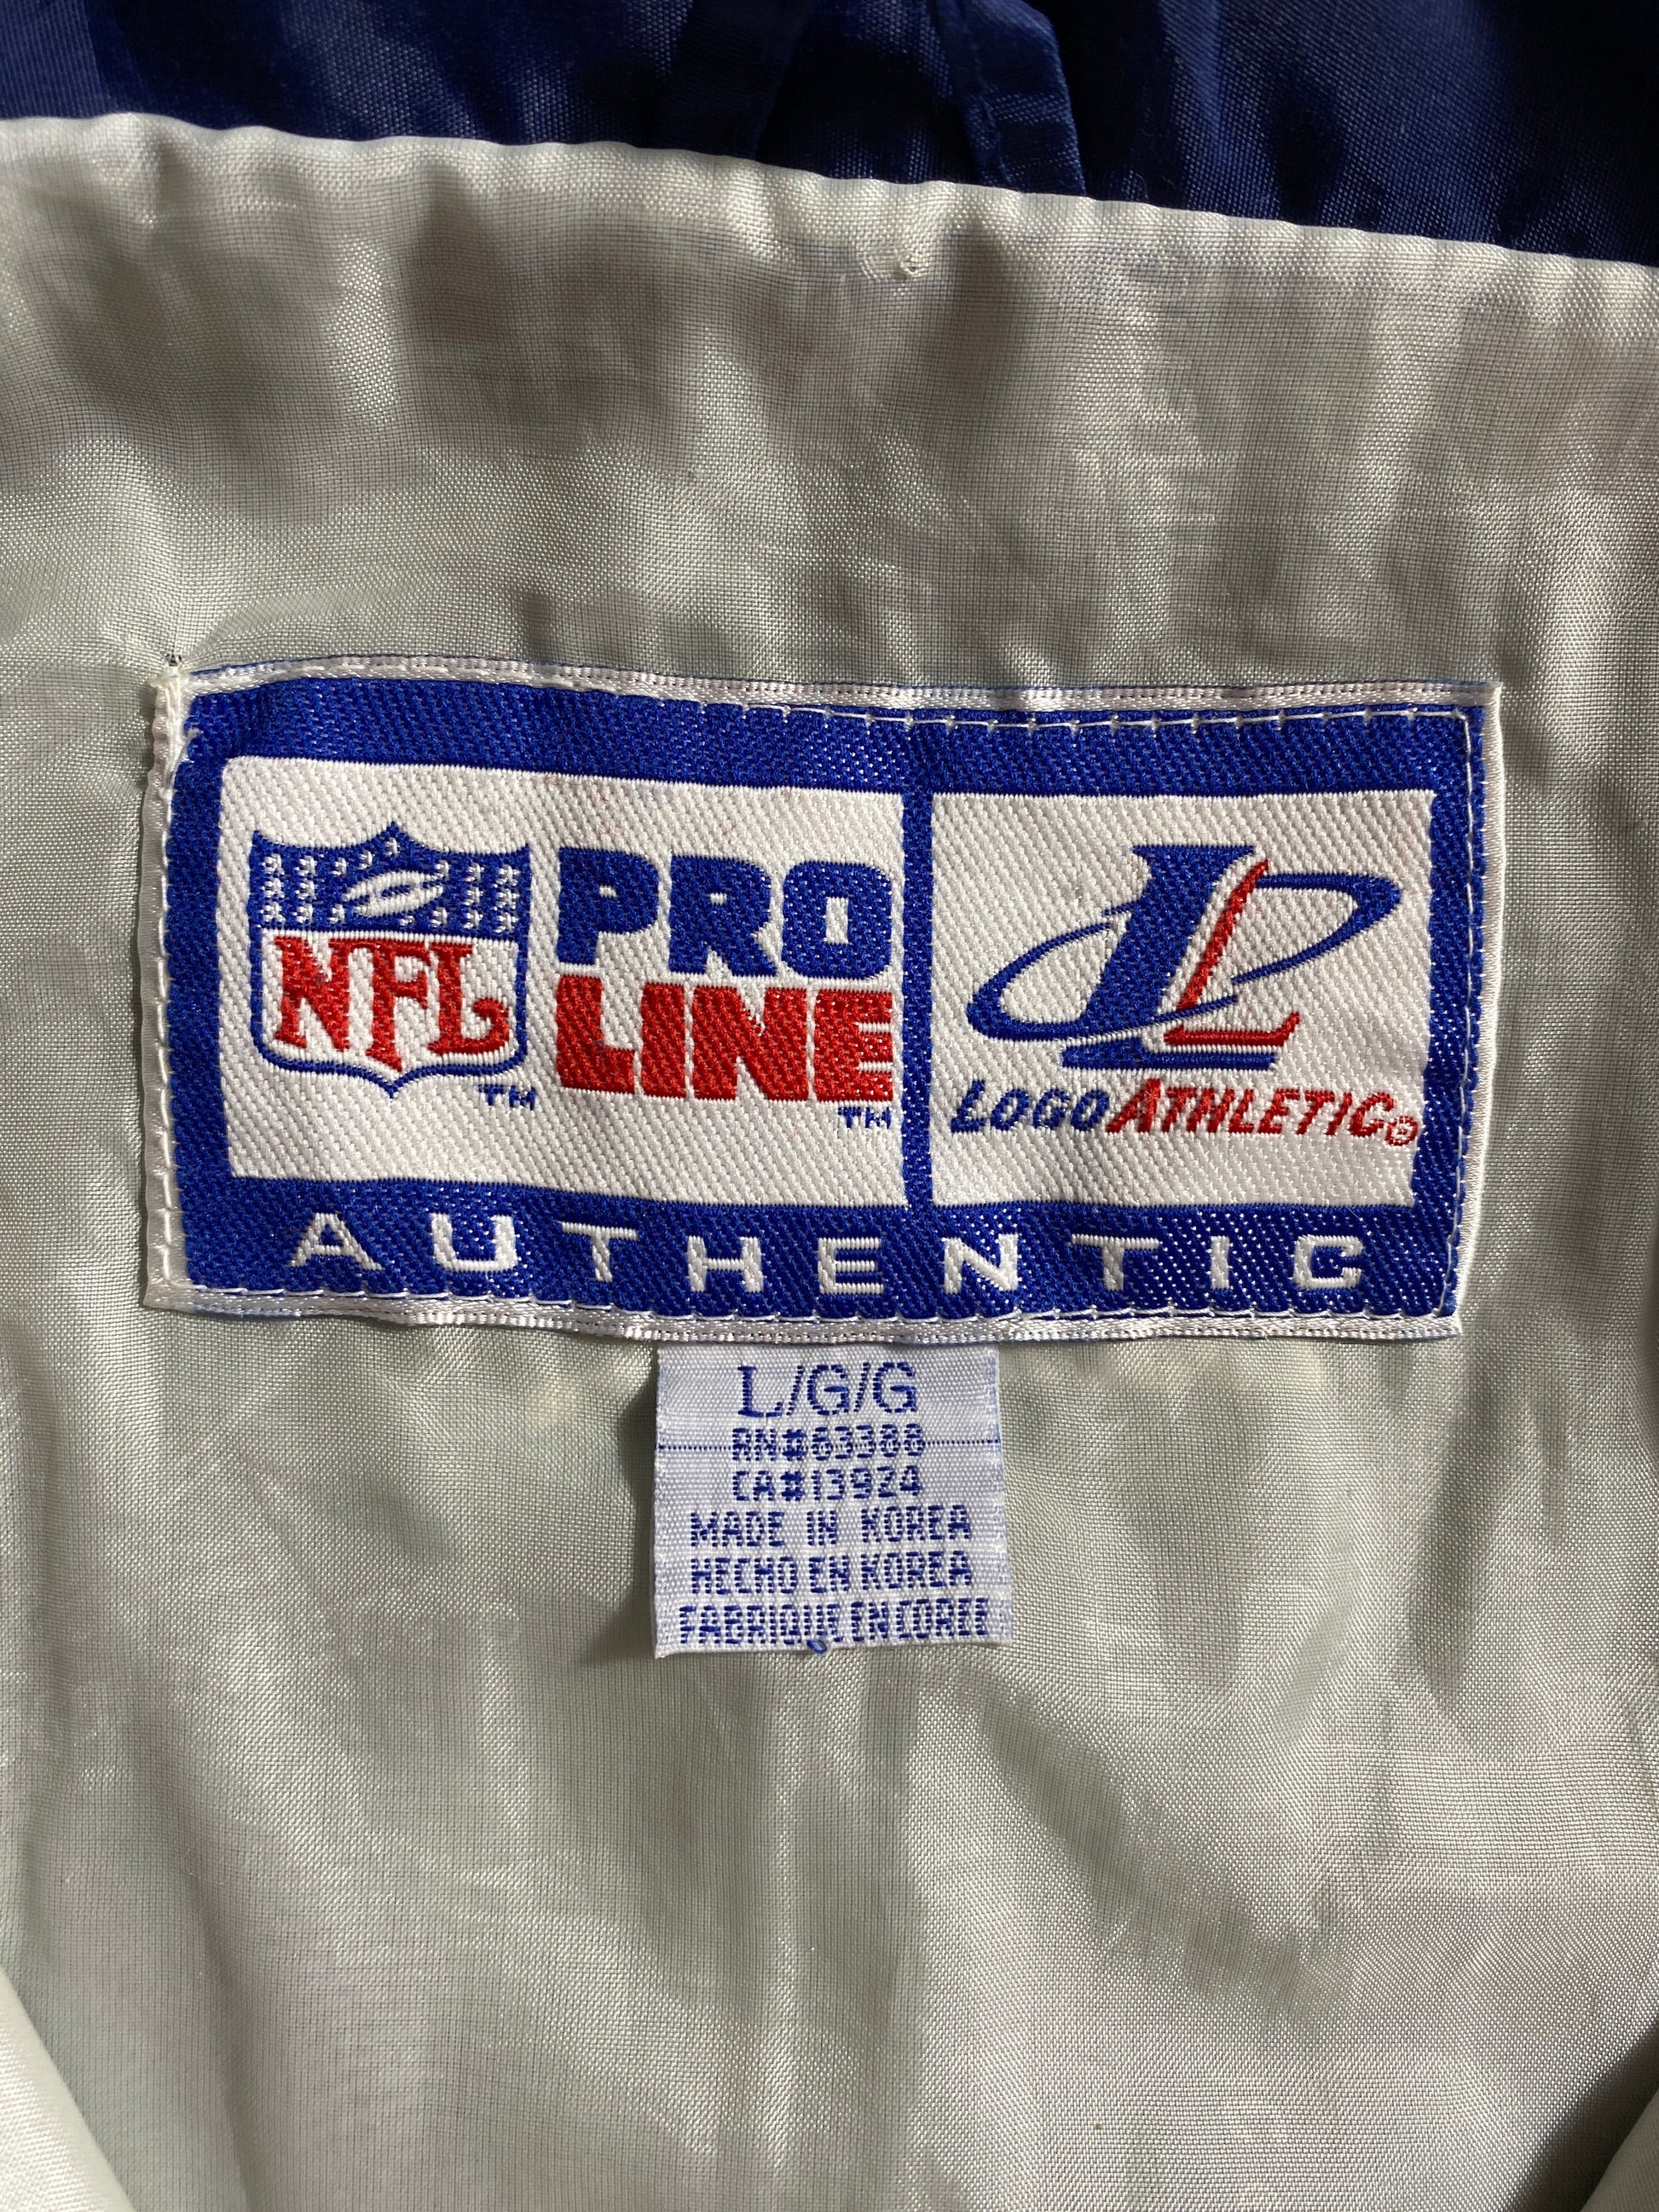 NFL
TM
PRO
LINE
TM
L
LOGO ATHLETIC®
AUTHENTIC
L/G/G
RN#63388
CA#13924
MADE IN KOREA
HECHO EN KOREA
FABRIQUE EN COREE